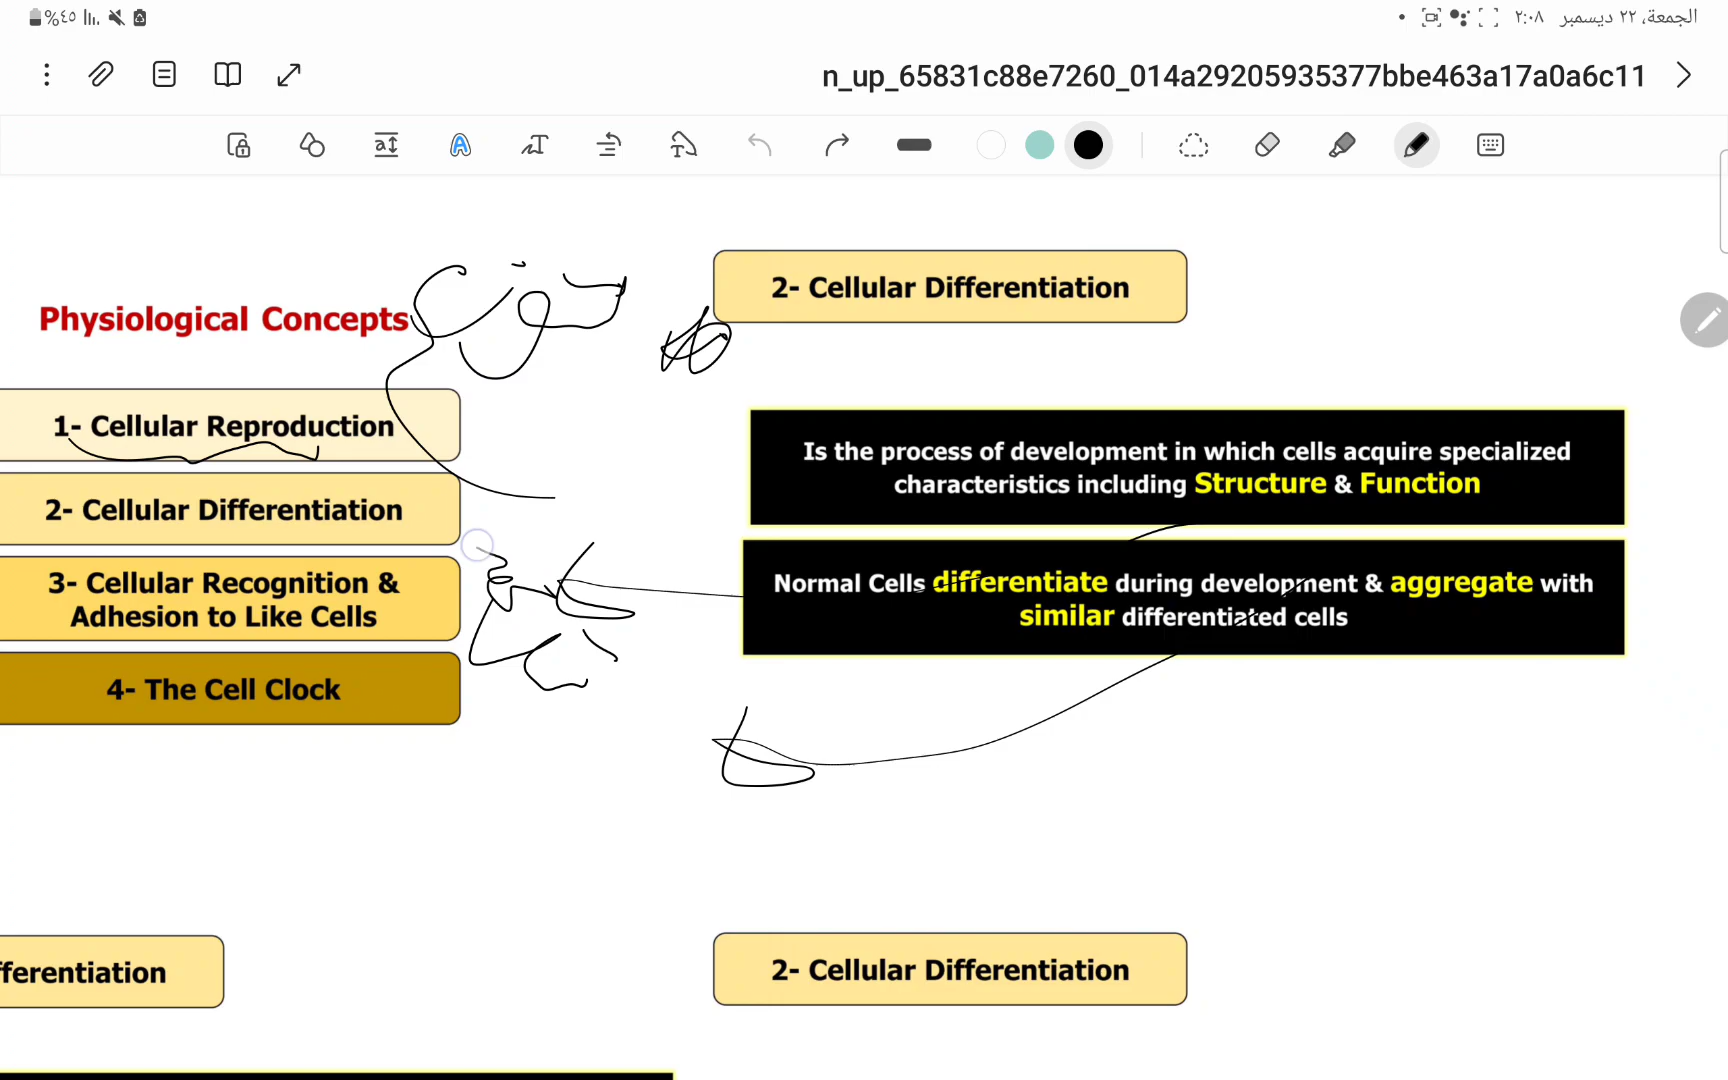 %٤٥
الجمعة، ٢٢ ديسمبر ٢:٠٨
n_up_65831c88e7260_014a29205935377bbe463a17a0a6c11
Physiological Concepts
1- Cellular Reproduction
2- Cellular Differentiation
3- Cellular Recognition &
Adhesion to Like Cells
4- The Cell Clock
2- Cellular Differentiation
Is the process of development in which cells acquire specialized
characteristics including Structure & Function
Normal Cells differentiate during development & aggregate with
similar differentiated cells
fferentiation
2- Cellular Differentiation